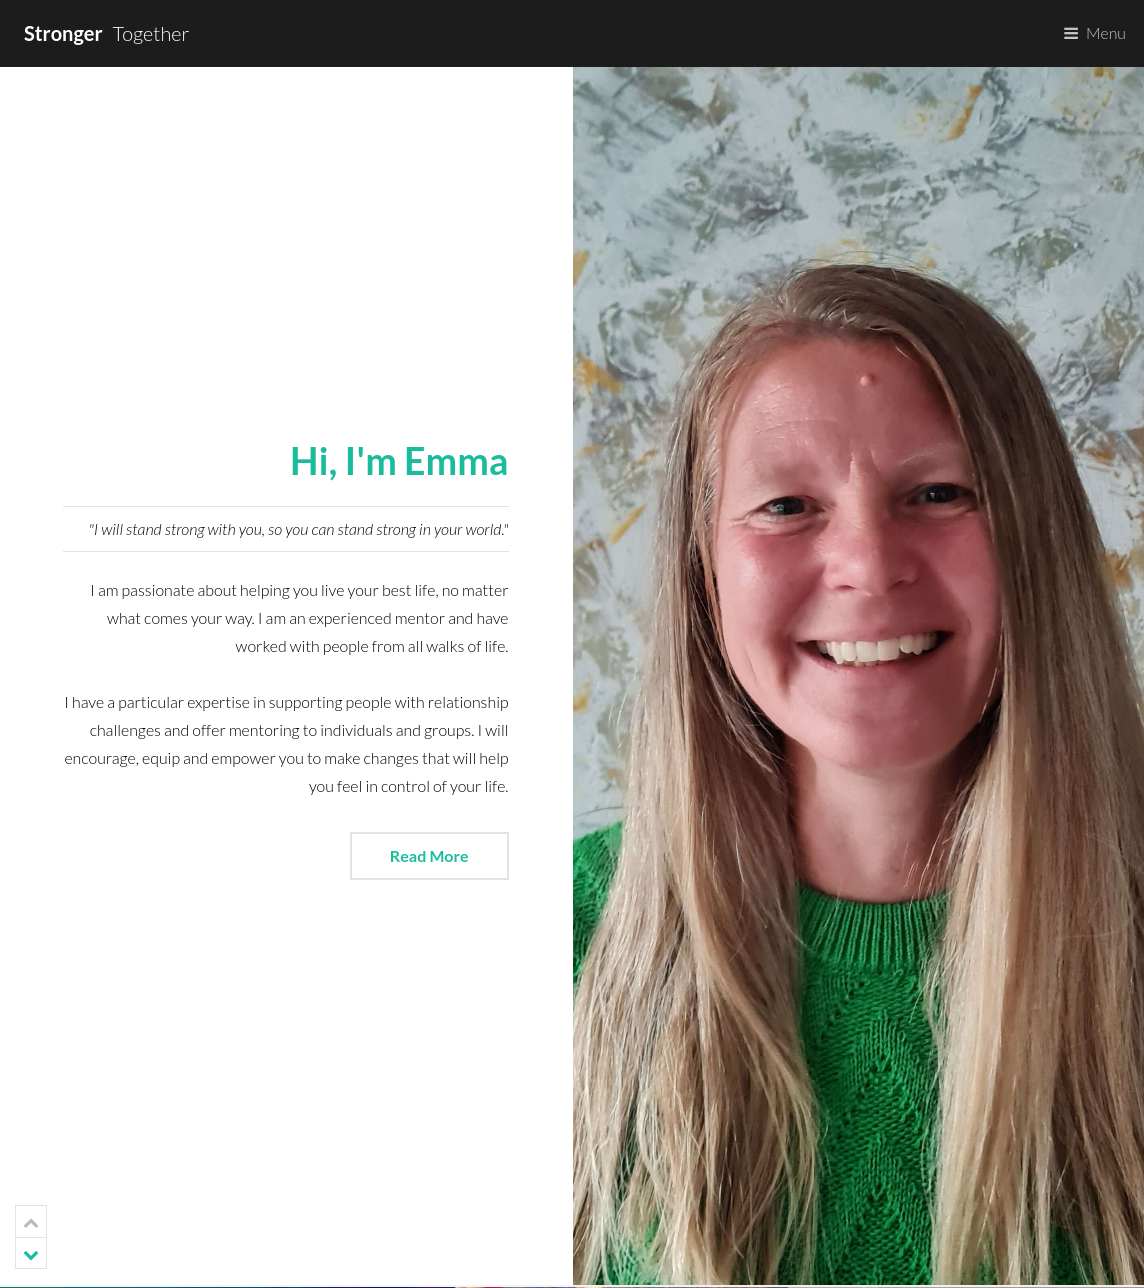 Stronger Together
Menu
Hi, I'm Emma
"I will stand strong with you, so you can stand strong in your world."
I am passionate about helping you live your best life, no matter
what comes your way. I am an experienced mentor and have
worked with people from all walks of life.
I have a particular expertise in supporting people with relationship
challenges and offer mentoring to individuals and groups. I will
encourage, equip and empower you to make changes that will help
you feel in control of your life.
Read More